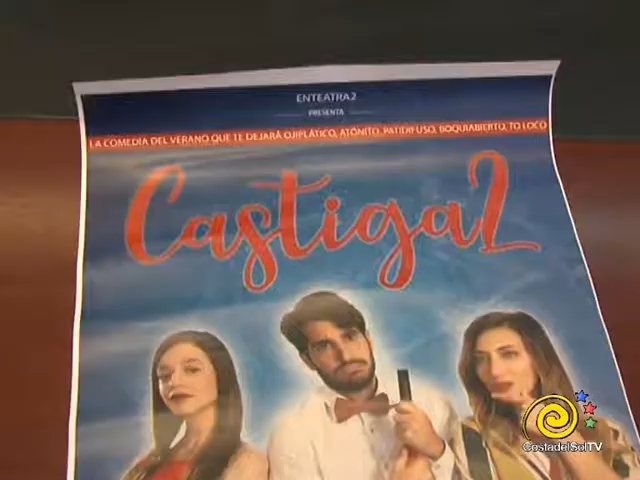 ENTEATRA2
PRESENTA
LA COMEDIA DEL VERANO QUE TE DEJARÁ OJIPLÁTICO, ATÓNITO, PATIDIFUSO, BOQUIABIERTO, TO LOCO
Castiga2
CostadelSolTV